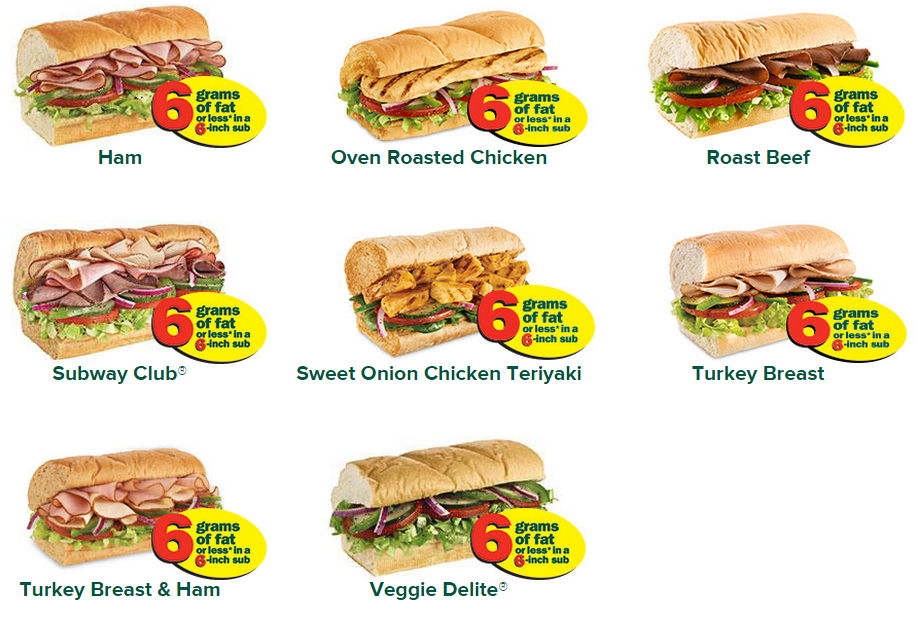 6 grams
of fat
or less* in a
6-inch sub
6 grams
of fat
or less* in a
6-inch sub
6 grams
of fat
or less* in a
6-inch sub
Ham
Oven Roasted Chicken
Roast Beef
6 grams
of fat
or less* in a
6-inch sub
6 grams
of fat
or less* in a
6-inch sub
6 grams
of fat
or less* in a
6-inch sub
Subway Club®
Sweet Onion Chicken Teriyaki
Turkey Breast
6 grams
of fat
or less* in a
6-inch sub
6 grams
of fat
or less* in a
6-inch sub
Turkey Breast & Ham
Veggie Delite®